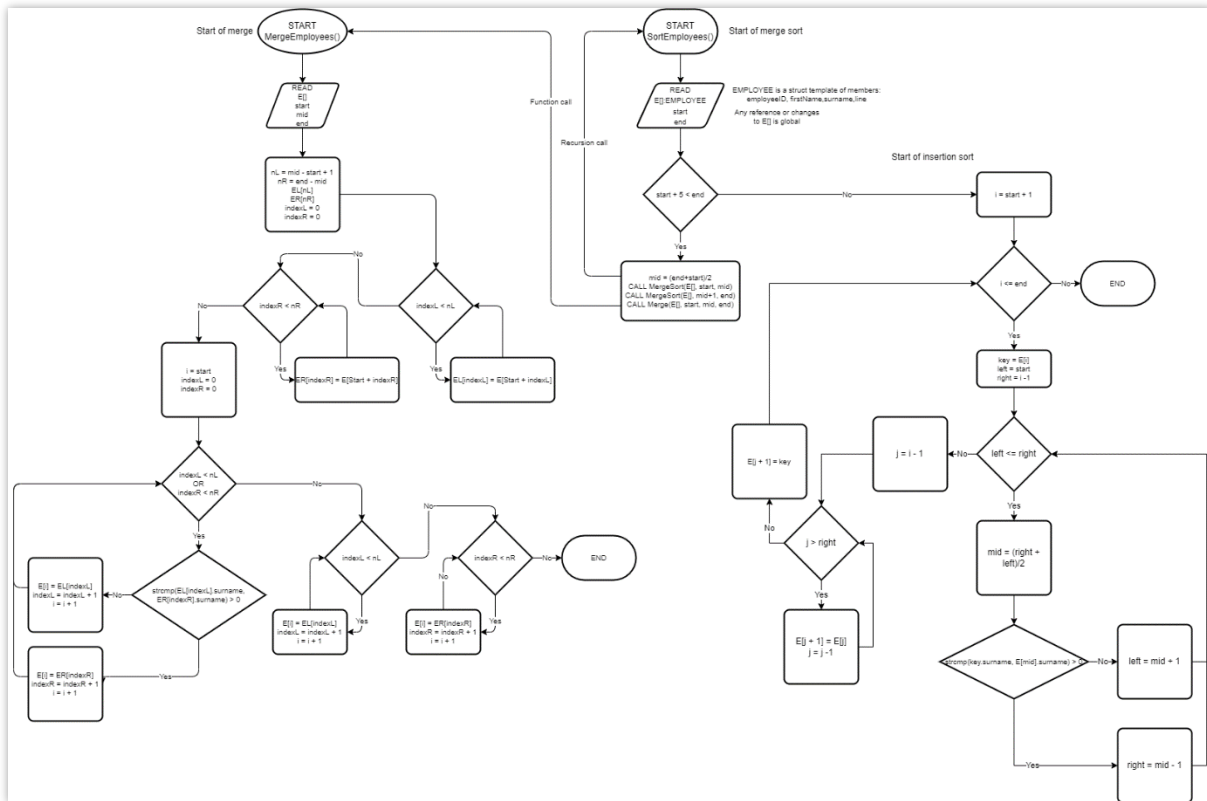 Start of merge
START
MergeEmployees()
READ
E[]
start
mid
end
nL = mid - start + 1
nR = end - mid
EL[nL]
ER[nR]
indexL = 0
indexR = 0
indexL < nL
Yes
EL[indexL] = E[Start + indexL]
No
indexR < nR
Yes
ER[indexR] = E[Start + indexR]
No
i = start
indexL = 0
indexR = 0
indexL < nL
OR
indexR < nR
Yes
strcmp(EL[indexL].surname,
ER[indexR].surname) > 0
No
E[i] = EL[indexL]
indexL = indexL + 1
i = i + 1
Yes
E[i] = ER[indexR]
indexR = indexR + 1
i = i + 1
No
indexL < nL
Yes
E[i] = EL[indexL]
indexL = indexL + 1
i = i + 1
No
indexR < nR
Yes
No
E[i] = ER[indexR]
indexR = indexR + 1
i = i + 1
No
END
Function call
Recursion call
START
SortEmployees()
Start of merge sort
READ
E[]:EMPLOYEE
start
end
EMPLOYEE is a struct template of members:
employeeID, firstName,surname,line
Any reference or changes
to E[] is global
start + 5 < end
Yes
mid = (end+start)/2
CALL MergeSort(E[], start, mid)
CALL MergeSort(E[], mid+1, end)
CALL Merge(E[], start, mid, end)
No
Start of insertion sort
i = start + 1
i <= end
No
END
Yes
key = E[i]
left = start
right = i -1
left <= right
No
j = i - 1
j > right
No
E[j + 1] = key
Yes
E[j + 1] = E[j]
j = j -1
Yes
mid = (right +
left)/2
strcmp(key.surname, E[mid].surname) > 0
No
left = mid + 1
Yes
right = mid - 1